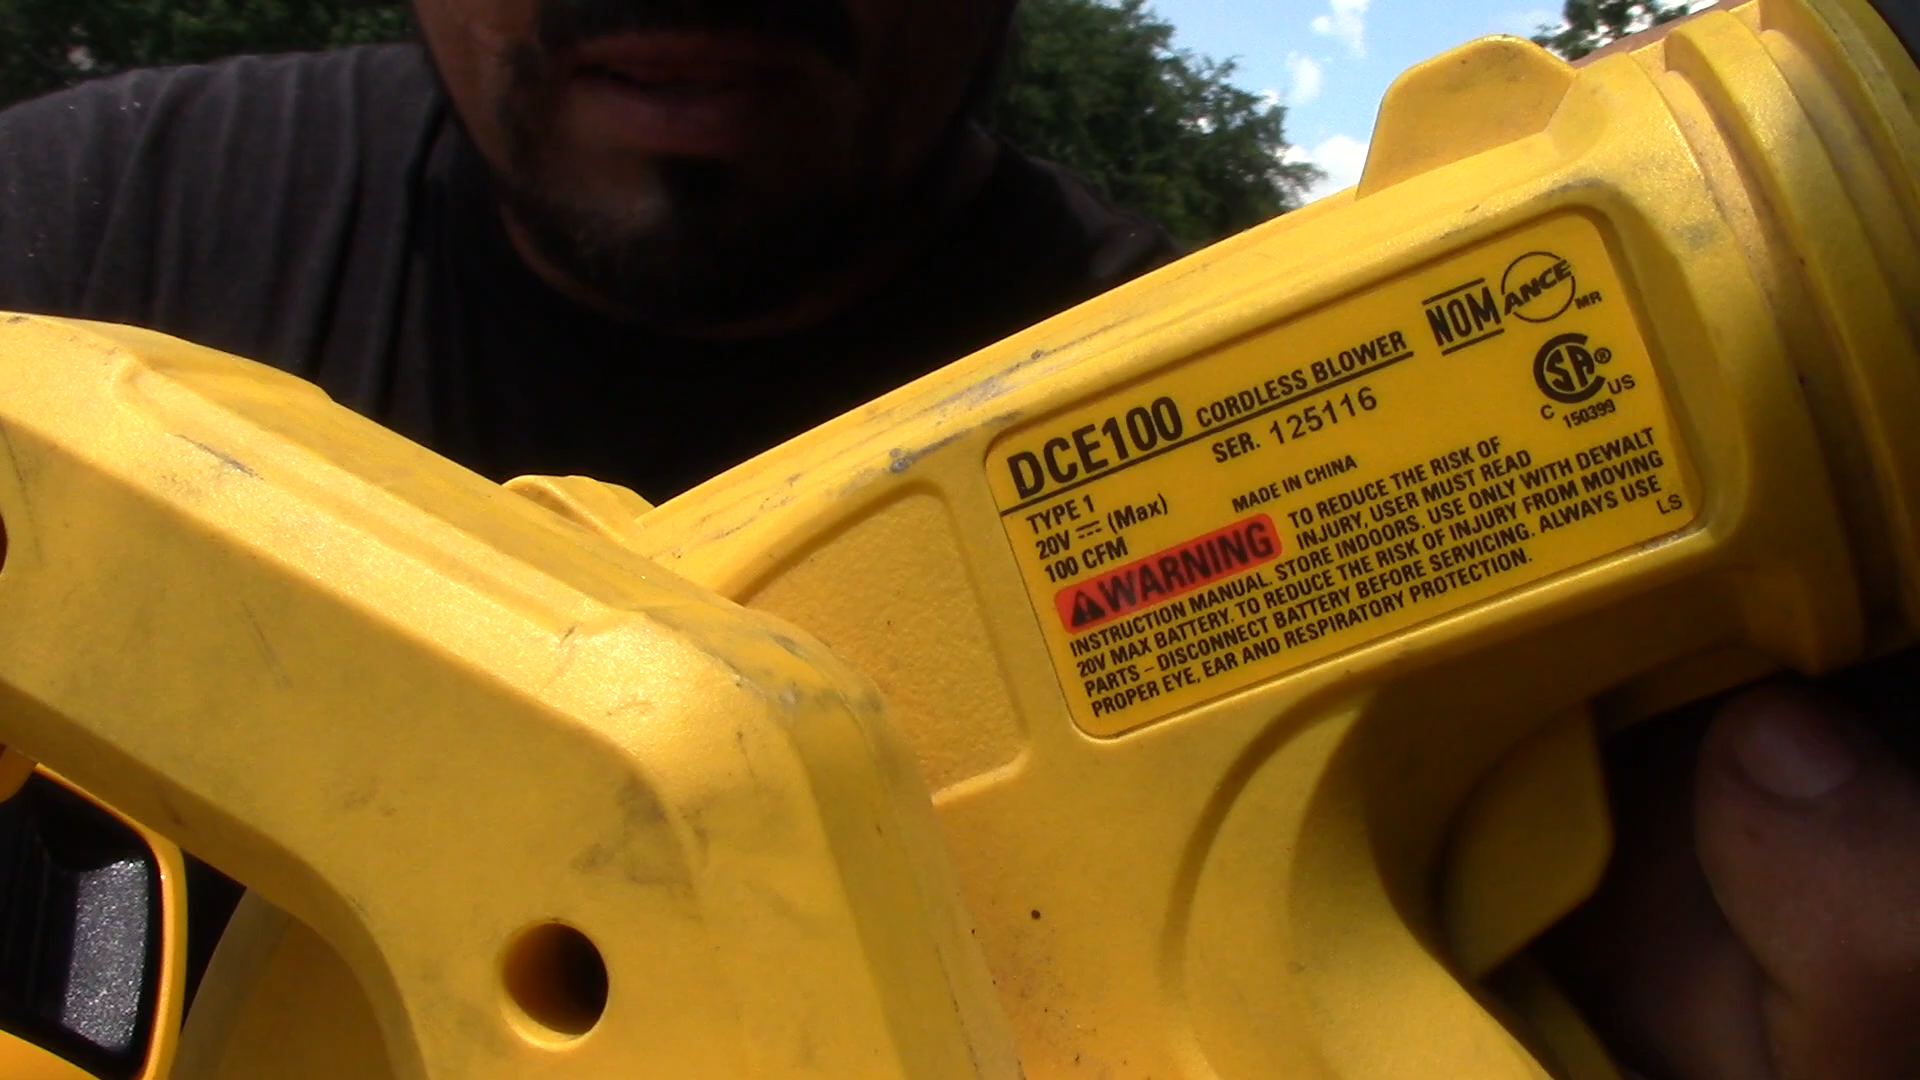 DCE100 CORDLESS BLOWER
NOM ANCE MR
SER. 125116
CSA® C US
150399
TYPE 1
20V ⎓ (Max)
100 CFM
MADE IN CHINA
⚠WARNING TO REDUCE THE RISK OF
INJURY, USER MUST READ
INSTRUCTION MANUAL. STORE INDOORS. USE ONLY WITH DEWALT
20V MAX BATTERY. TO REDUCE THE RISK OF INJURY FROM MOVING
PARTS – DISCONNECT BATTERY BEFORE SERVICING. ALWAYS USE
PROPER EYE, EAR AND RESPIRATORY PROTECTION.
LS